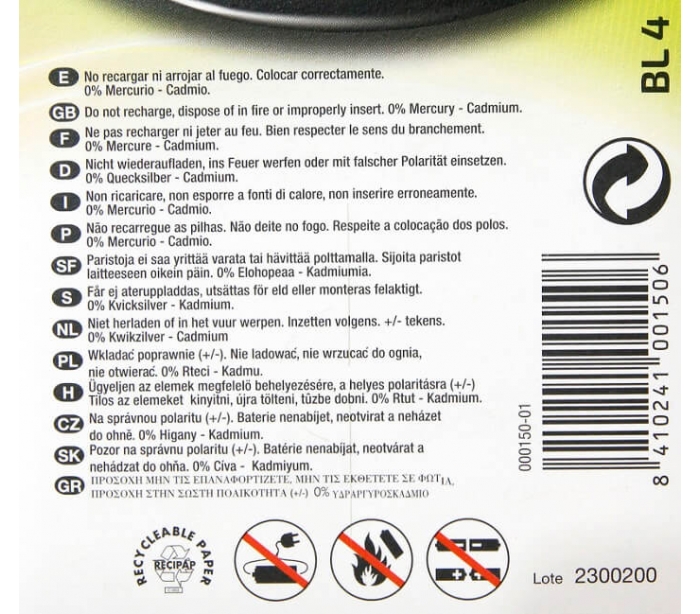 BL 4
E No recargar ni arrojar al fuego. Colocar correctamente.
0% Mercurio - Cadmio.
GB Do not recharge, dispose of in fire or improperly insert. 0% Mercury - Cadmium.
F Ne pas recharger ni jeter au feu. Bien respecter le sens du branchement.
0% Mercure - Cadmium.
D Nicht wiederaufladen, ins Feuer werfen oder mit falscher Polarität einsetzen.
0% Quecksilber - Cadmium.
I Non ricaricare, non esporre a fonti di calore, non inserire erroneamente.
0% Mercurio - Cadmio.
P Não recarregue as pilhas. Não deite no fogo. Respeite a colocação dos polos.
0% Mercurio - Cadmio.
SF Paristoja ei saa yrittää varata tai hävittää polttamalla. Sijoita paristot
laitteeseen oikein päin. 0% Elohopeaa - Kadmiumia.
S Får ej ateruppladdas, utsättas för eld eller monteras felaktigt.
0% Kvicksilver - Kadmium.
NL Niet herladen of in het vuur werpen. Inzetten volgens. +/- tekens.
0% Kwikzilver - Cadmium
PL Wkladać poprawnie (+/-). Nie ladować, nie wrzucać do ognia,
nie otwierać. 0% Rteci - Kadmu.
H Ügyeljen az elemek megfelelö behelyezésére, a helyes polaritásra (+/-)
Tilos az elemeket kinyitni, újra tölteni, tûzbe dobni. 0% Rtut - Kadmium.
CZ Na správnou polaritu (+/-). Baterie nenabíjet, neotvirat a neházet
do ohně. 0% Higany - Kadmium.
SK Pozor na správnu polaritu (+/-). Batérie nenabíjat, neotvárat a
nehádzat do ohňa. 0% Cíva - Kadmiyum.
GR ΠΡΟΣΟΧΗ ΜΗΝ ΤΙΣ ΕΠΑΝΑΦΟΡΤΙΖΕΤΕ, ΜΗΝ ΤΙΣ ΕΚΘΕΤΕΤΕ ΣΕ ΦΩΤΙΑ,
ΠΡΟΣΟΧΗ ΣΤΗΝ ΣΩΣΤΗ ΠΟΛΙΚΟΤΗΤΑ (+/-) 0% ΥΔΡΑΡΓΥΡΟΣΚΑΔΜΙΟ
000150-01
8 410241 001506
RECYCLEABLE PAPER
RECIPAP
Lote 2300200